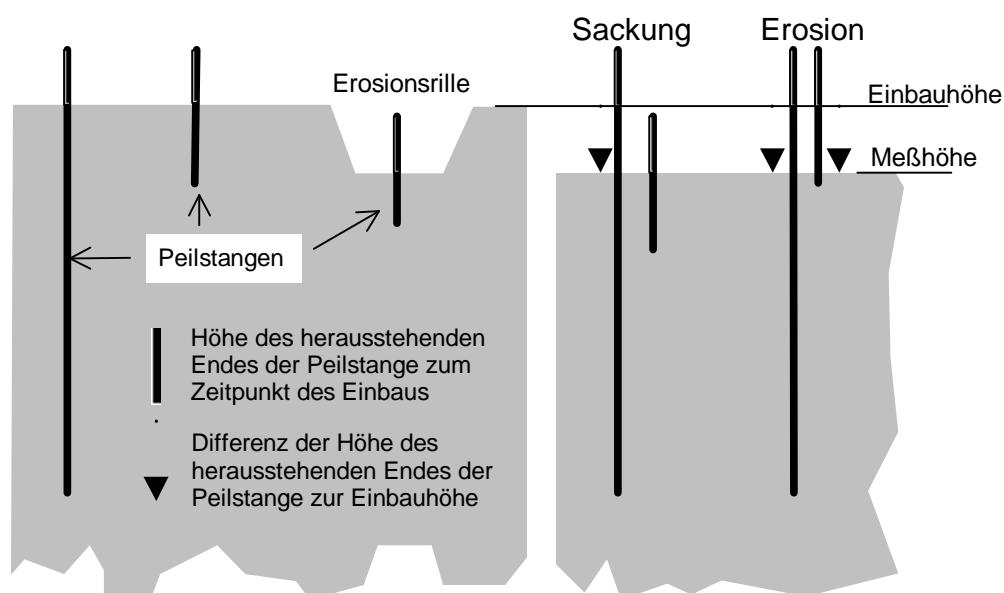 Sackung
Erosion
Erosionsrille
Einbauhöhe
Meßhöhe
Peilstangen
Höhe des herausstehenden
Endes der Peilstange zum
Zeitpunkt des Einbaus
Differenz der Höhe des
herausstehenden Endes der
Peilstange zur Einbauhöhe